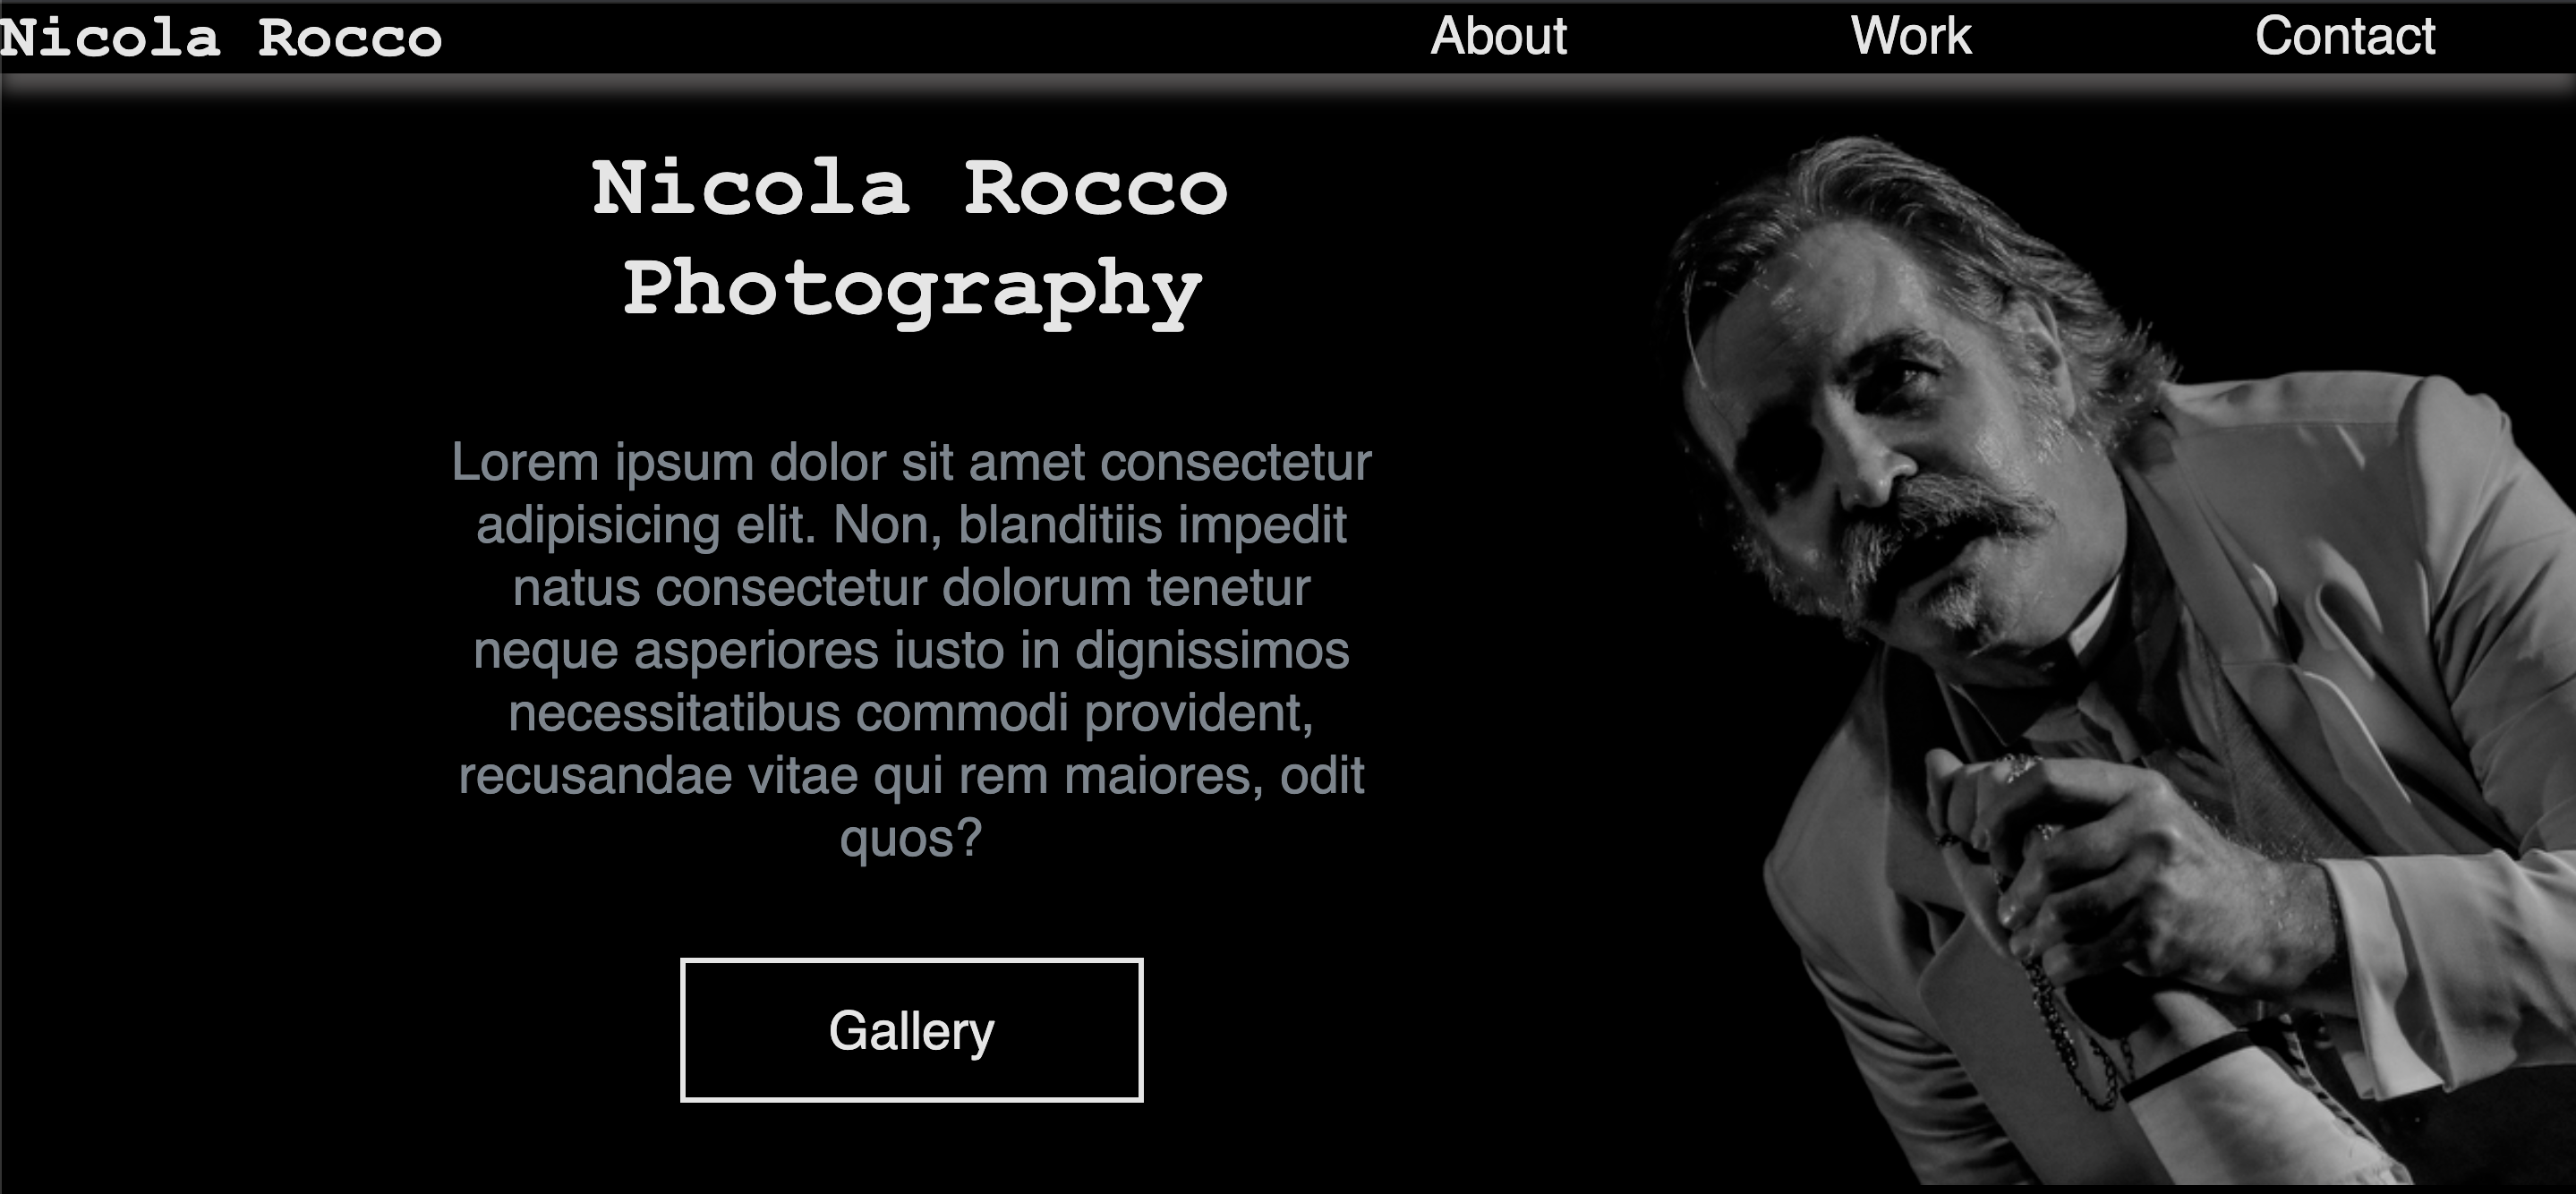 Nicola Rocco
About
Work
Contact
Nicola Rocco
Photography
Lorem ipsum dolor sit amet consectetur
adipisicing elit. Non, blanditiis impedit
natus consectetur dolorum tenetur
neque asperiores iusto in dignissimos
necessitatibus commodi provident,
recusandae vitae qui rem maiores, odit
quos?
Gallery